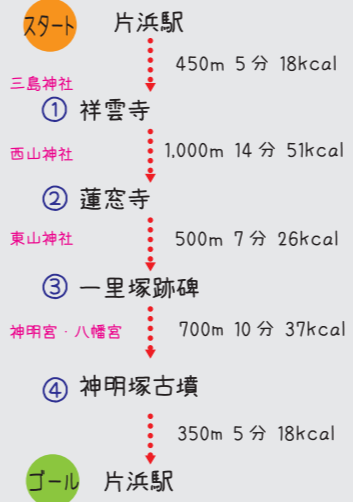 スタート 片浜駅
450m 5分 18kcal
三島神社
① 祥雲寺
西山神社 1,000m 14分 51kcal
② 蓮窓寺
東山神社 500m 7分 26kcal
③ 一里塚跡碑
神明宮・八幡宮 700m 10分 37kcal
④ 神明塚古墳
350m 5分 18kcal
ゴール 片浜駅